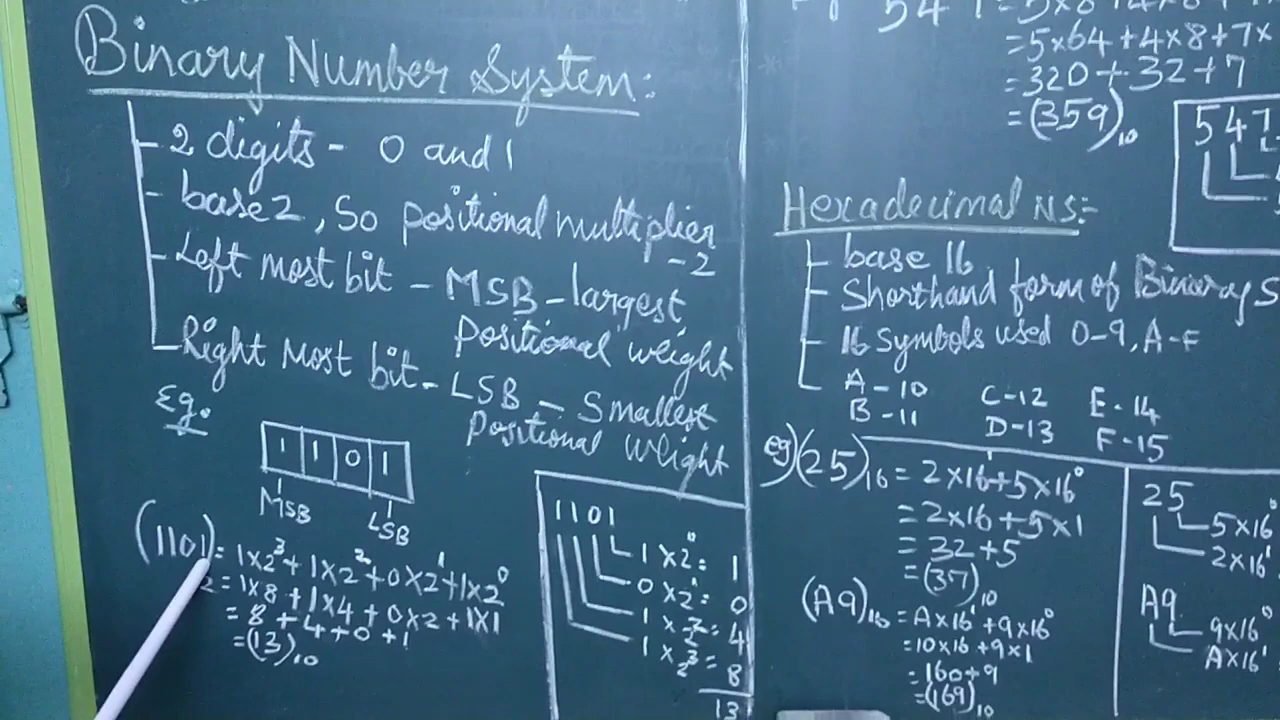 Binary Number System:
2 digits - 0 and 1
base 2, So positional multiplier
- 2
Left most bit - MSB - largest
Positional weight
Right Most bit - LSB - Smallest
Positional Weight
Eg.
1 1 0 1
MSB LSB
(1101)2 = 1×2³ + 1×2² + 0×2¹ + 1×2⁰
= 1×8 + 1×4 + 0×2 + 1×1
= 8 + 4 + 0 + 1
= (13)10
1101
1 × 2⁰ = 1
0 × 2¹ = 0
1 × 2² = 4
1 × 2³ = 8
13
= 5×64 + 4×8 + 7×
= 320 + 32 + 7
= (359)10
547
Hexadecimal NS:-
base 16
Shorthand form of Binary S
16 Symbols used 0-9, A-F
A - 10 C - 12 E - 14
B - 11 D - 13 F - 15
eg) (25)16 = 2×16¹ + 5×16⁰
= 2×16 + 5×1
= 32 + 5
= (37)10
(A9)16 = A×16¹ + 9×16⁰
= 10×16 + 9×1
= 160 + 9
= (169)10
25
5×16⁰
2×16¹
A9
9×16⁰
A×16¹